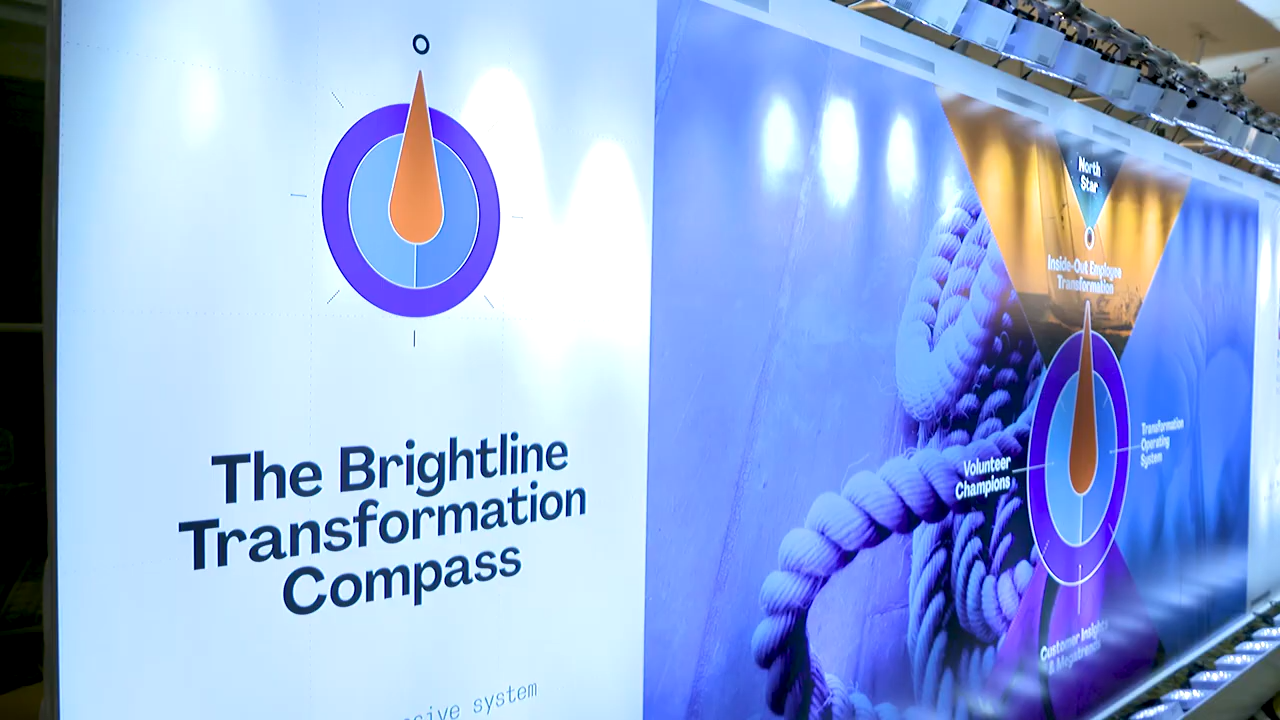 The Brightline
Transformation
Compass
system
North
Star
Inside-Out Employee
Transformation
Volunteer
Champions
Transformation
Operating
System
Customer Insights
& Megatrends